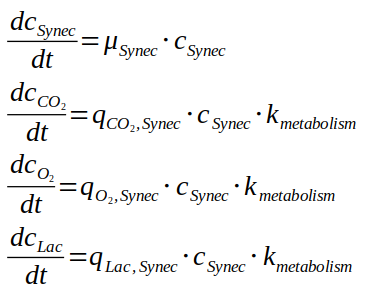 dc_Synec/dt = μ_Synec · c_Synec
dc_CO₂/dt = q_CO₂,Synec · c_Synec · k_metabolism
dc_O₂/dt = q_O₂,Synec · c_Synec · k_metabolism
dc_Lac/dt = q_Lac,Synec · c_Synec · k_metabolism